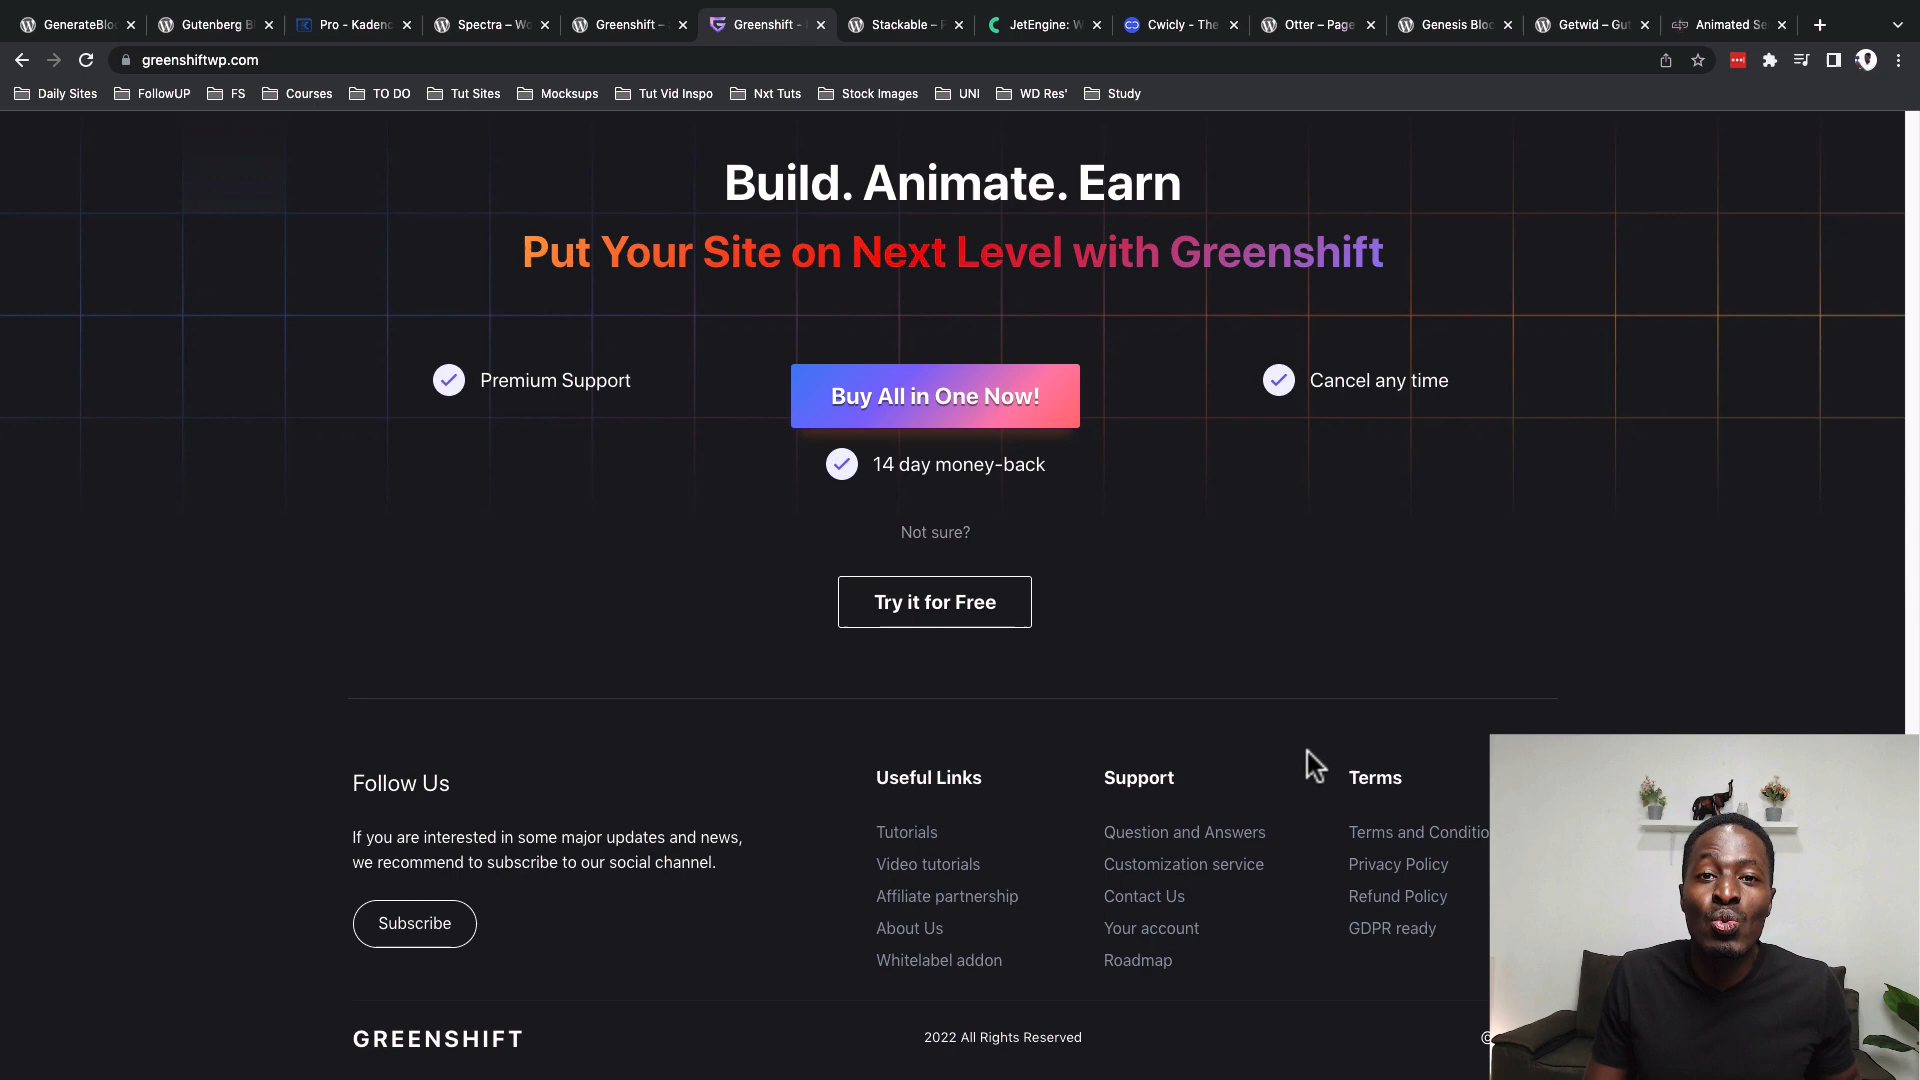 GenerateBloc
Gutenberg B
Pro - Kadenc
Spectra – Wo
Greenshift –
Greenshift -
Stackable – P
JetEngine: W
Cwicly - The
Otter – Page
Genesis Bloc
Getwid – Gut
Animated Se
greenshiftwp.com
Daily Sites
FollowUP
FS
Courses
TO DO
Tut Sites
Mocksups
Tut Vid Inspo
Nxt Tuts
Stock Images
UNI
WD Res'
Study
Build. Animate. Earn
Put Your Site on Next Level with Greenshift
Premium Support
Buy All in One Now!
Cancel any time
14 day money-back
Not sure?
Try it for Free
Follow Us
If you are interested in some major updates and news,
we recommend to subscribe to our social channel.
Subscribe
Useful Links
Tutorials
Video tutorials
Affiliate partnership
About Us
Whitelabel addon
Support
Question and Answers
Customization service
Contact Us
Your account
Roadmap
Terms
Terms and Conditio
Privacy Policy
Refund Policy
GDPR ready
GREENSHIFT
2022 All Rights Reserved